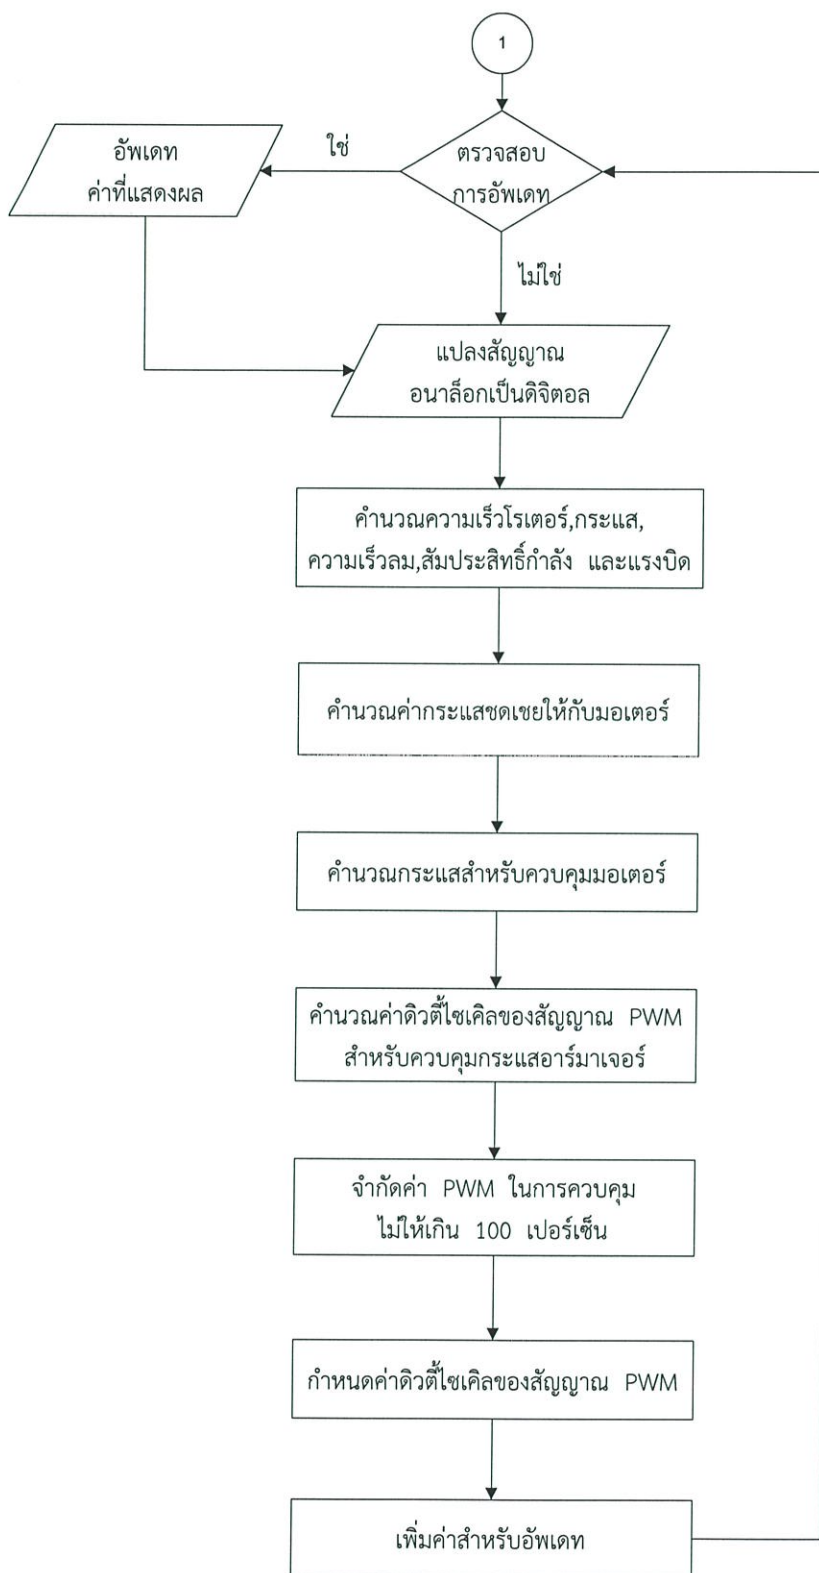 1
ตรวจสอบ
การอัพเดท
ใช่
อัพเดท
ค่าที่แสดงผล
ไม่ใช่
แปลงสัญญาณ
อนาล็อกเป็นดิจิตอล
คำนวณความเร็วโรเตอร์,กระแส,
ความเร็วลม,สัมประสิทธิ์กำลัง และแรงบิด
คำนวณค่ากระแสชดเชยให้กับมอเตอร์
คำนวณกระแสสำหรับควบคุมมอเตอร์
คำนวณค่าดิวตี้ไซเคิลของสัญญาณ PWM
สำหรับควบคุมกระแสอาร์มาเจอร์
จำกัดค่า PWM ในการควบคุม
ไม่ให้เกิน 100 เปอร์เซ็น
กำหนดค่าดิวตี้ไซเคิลของสัญญาณ PWM
เพิ่มค่าสำหรับอัพเดท